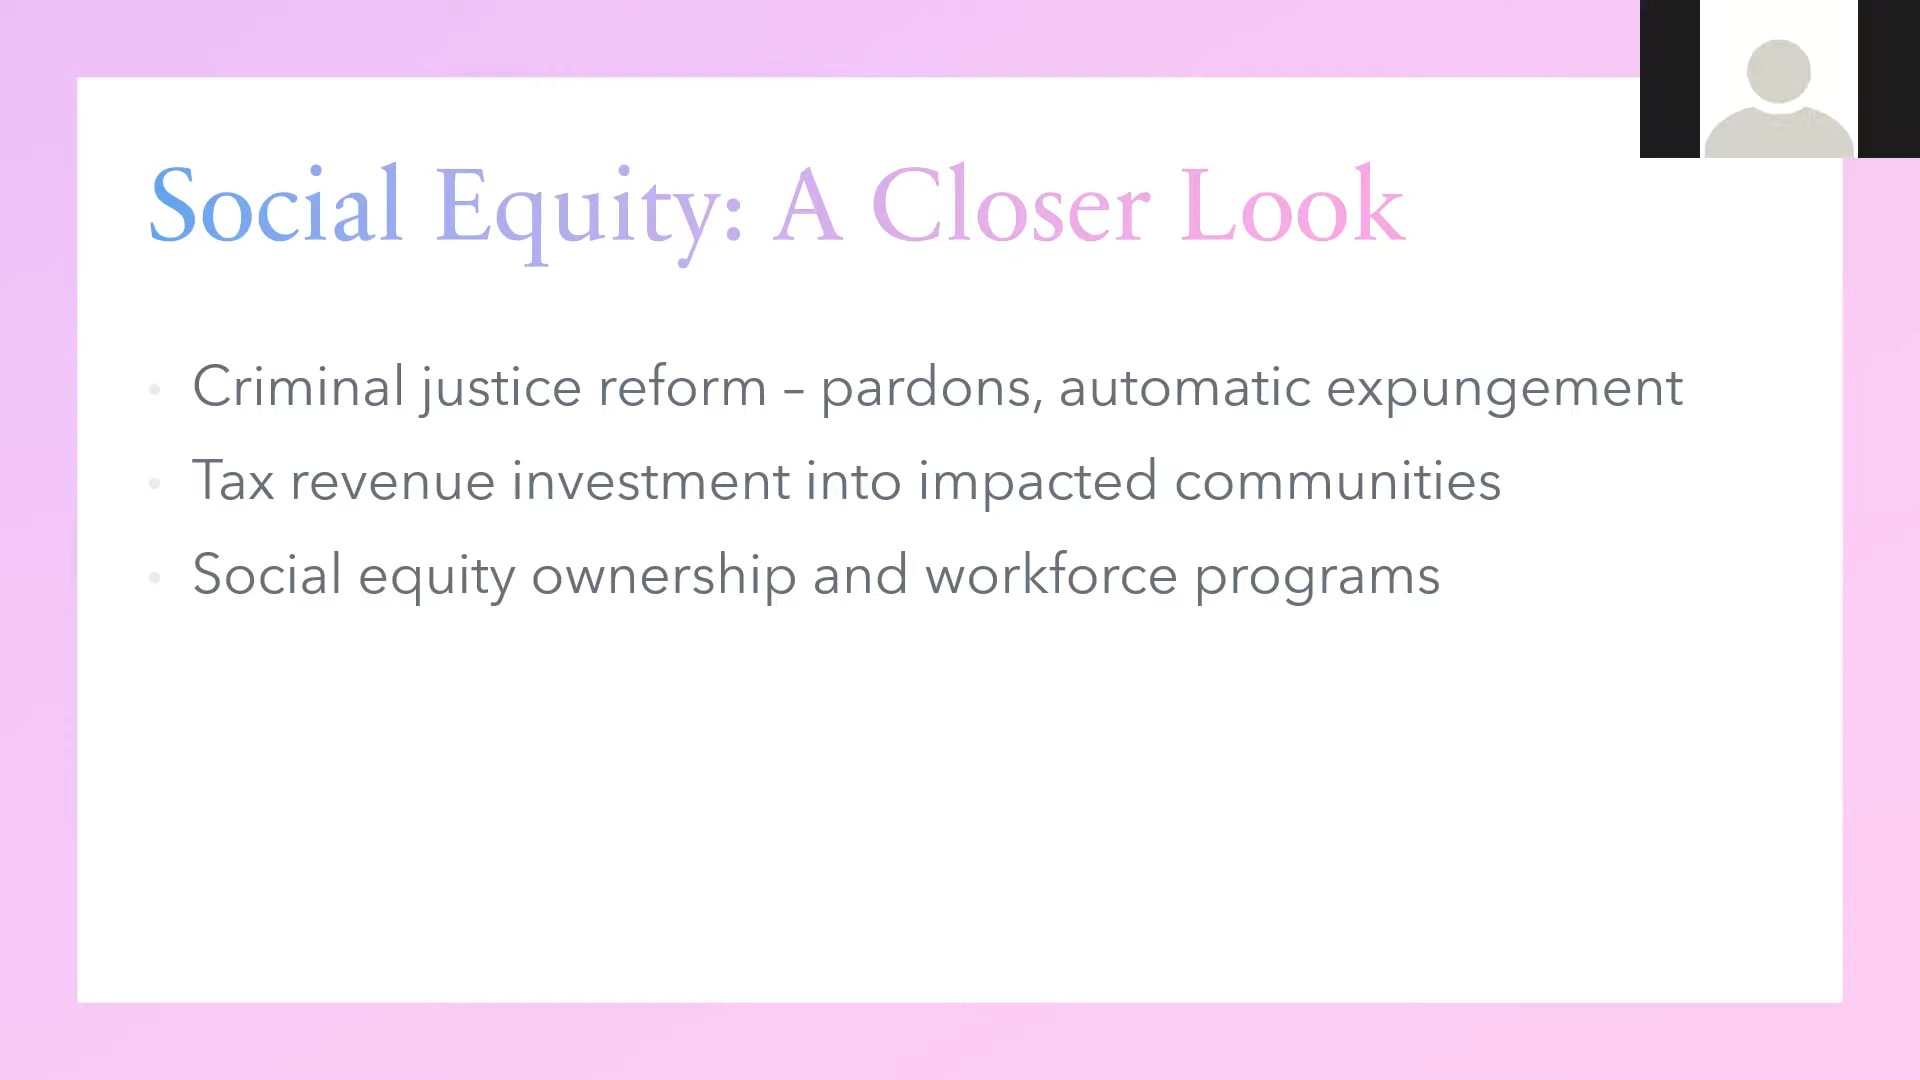 Social Equity: A Closer Look
• Criminal justice reform – pardons, automatic expungement
• Tax revenue investment into impacted communities
• Social equity ownership and workforce programs